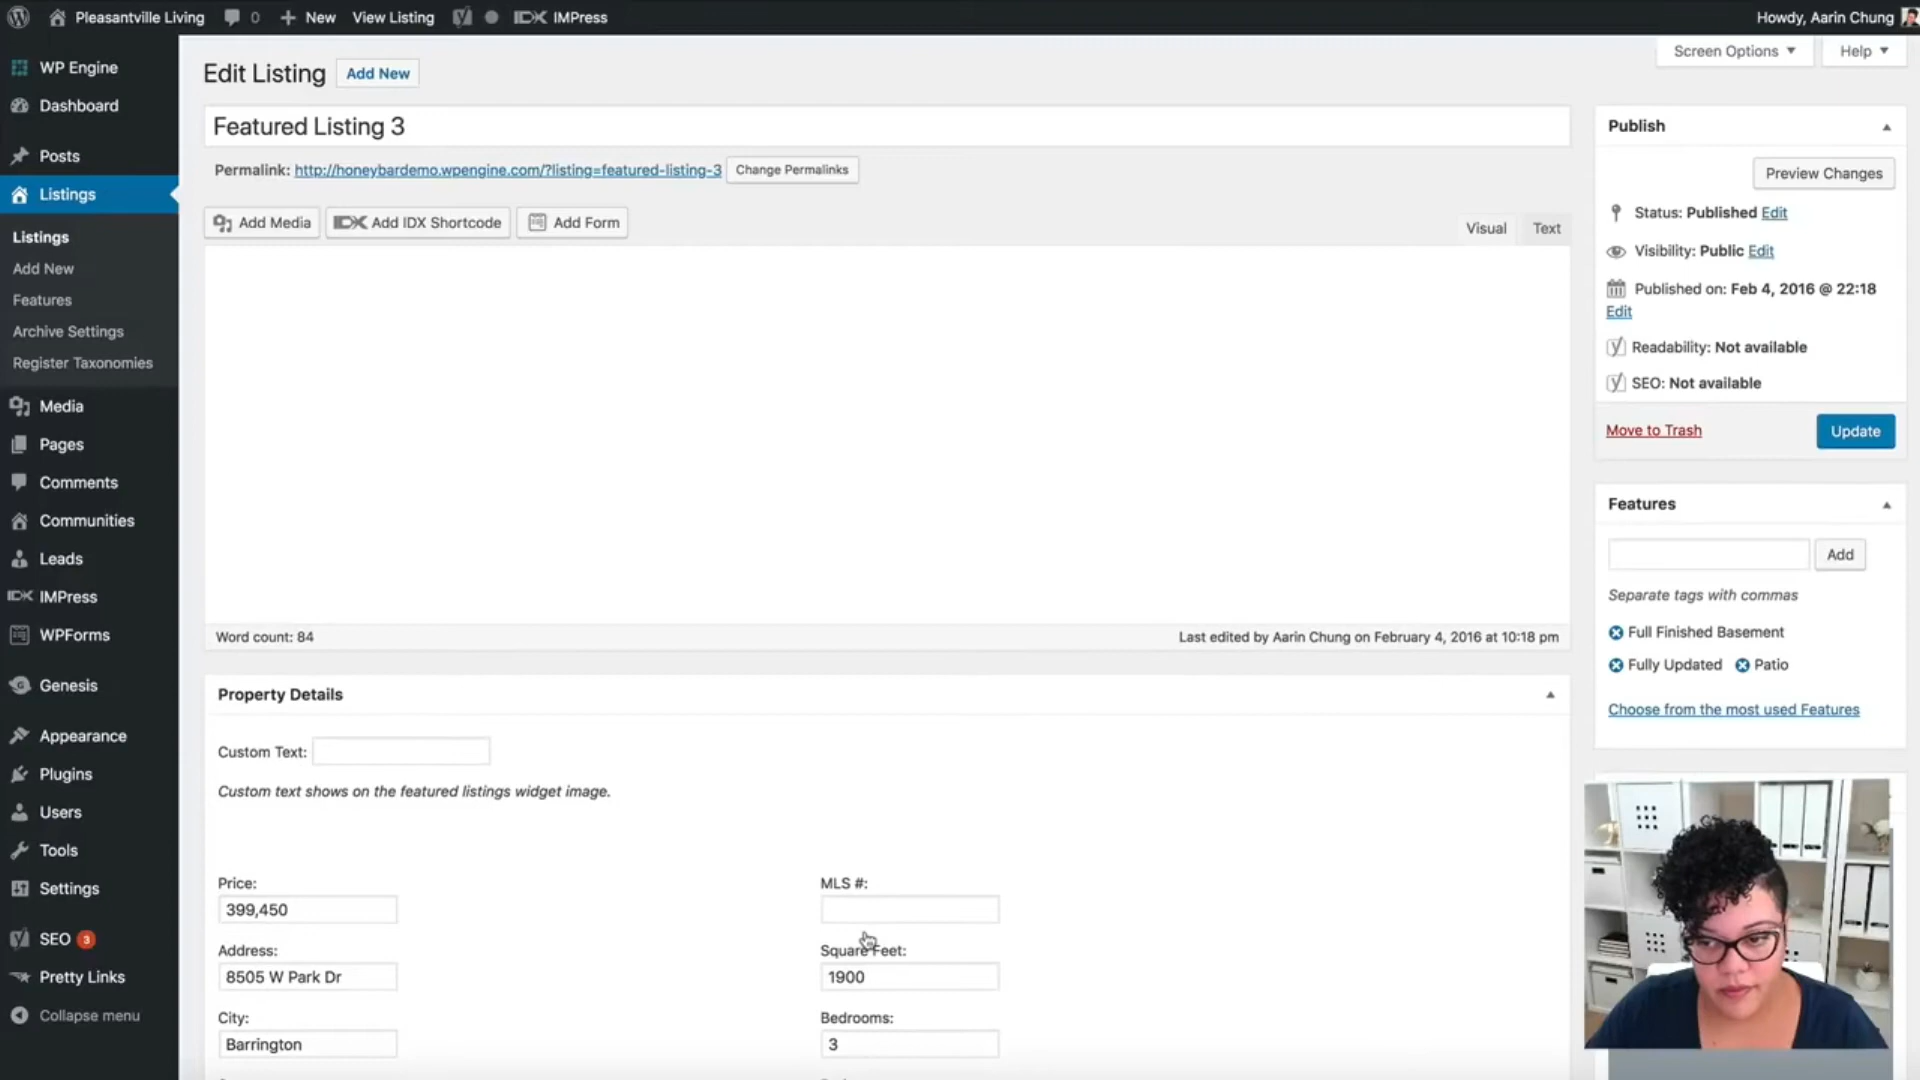 Pleasantville Living
0
New
View Listing
IMPress
Howdy, Aarin Chung
WP Engine
Dashboard
Posts
Listings
Listings
Add New
Features
Archive Settings
Register Taxonomies
Media
Pages
Comments
Communities
Leads
IDX IMPress
WPForms
Genesis
Appearance
Plugins
Users
Tools
Settings
SEO 3
Pretty Links
Collapse menu
Screen Options
Help
Edit Listing
Add New
Featured Listing 3
Permalink: http://honeybardemo.wpengine.com/?listing=featured-listing-3
Change Permalinks
Add Media
IDX Add IDX Shortcode
Add Form
Visual
Text
Word count: 84
Last edited by Aarin Chung on February 4, 2016 at 10:18 pm
Property Details
Custom Text:
Custom text shows on the featured listings widget image.
Price:
399,450
MLS #:
Address:
8505 W Park Dr
Square Feet:
1900
City:
Barrington
Bedrooms:
3
Publish
Preview Changes
Status: Published Edit
Visibility: Public Edit
Published on: Feb 4, 2016 @ 22:18
Edit
Readability: Not available
SEO: Not available
Move to Trash
Update
Features
Add
Separate tags with commas
Full Finished Basement
Fully Updated
Patio
Choose from the most used Features